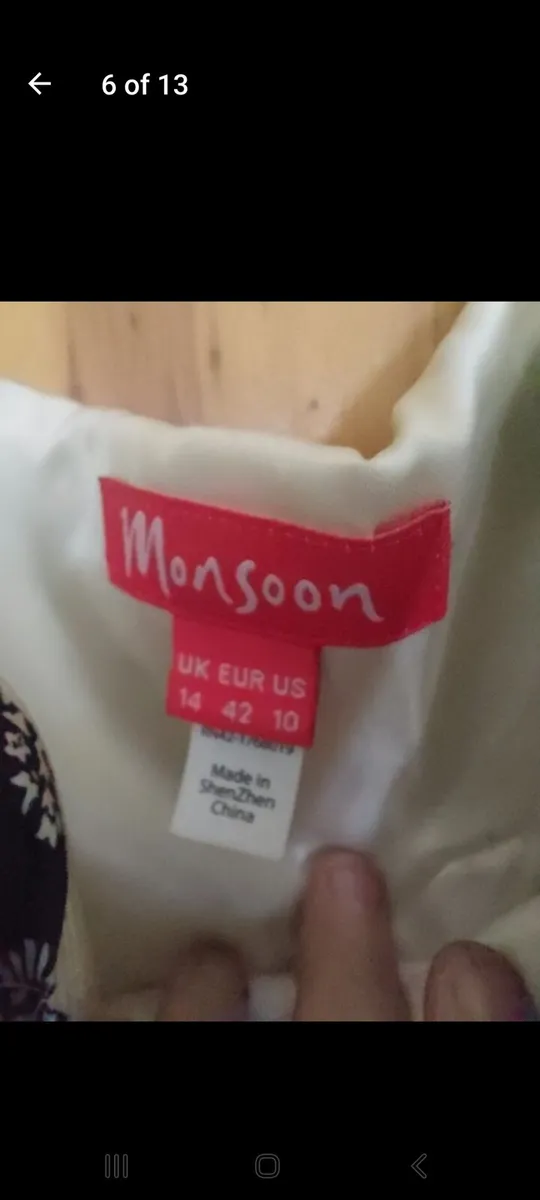 6 of 13
Monsoon
UK EUR US
14 42 10
Made in
ShenZhen
China